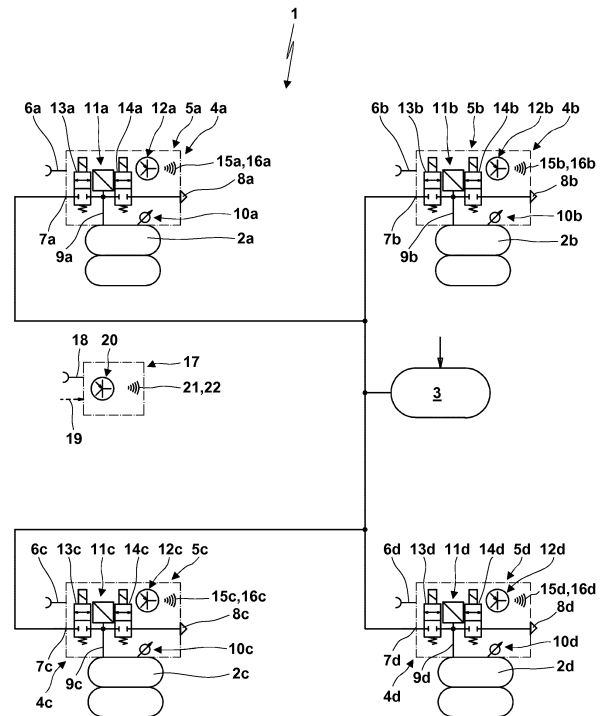 1
6a 13a 11a 14a 12a 5a 4a
15a,16a
8a
7a 9a 10a
2a
6b 13b 11b 14b 5b 12b 4b
15b,16b
8b
7b 9b 10b
2b
18 20 17
21,22
19
3
6c 13c 11c 14c 12c 5c
15c,16c
8c
7c 9c 10c
4c 2c
6d 13d 11d 14d 5d 12d
15d,16d
8d
7d 9d 10d
4d 2d